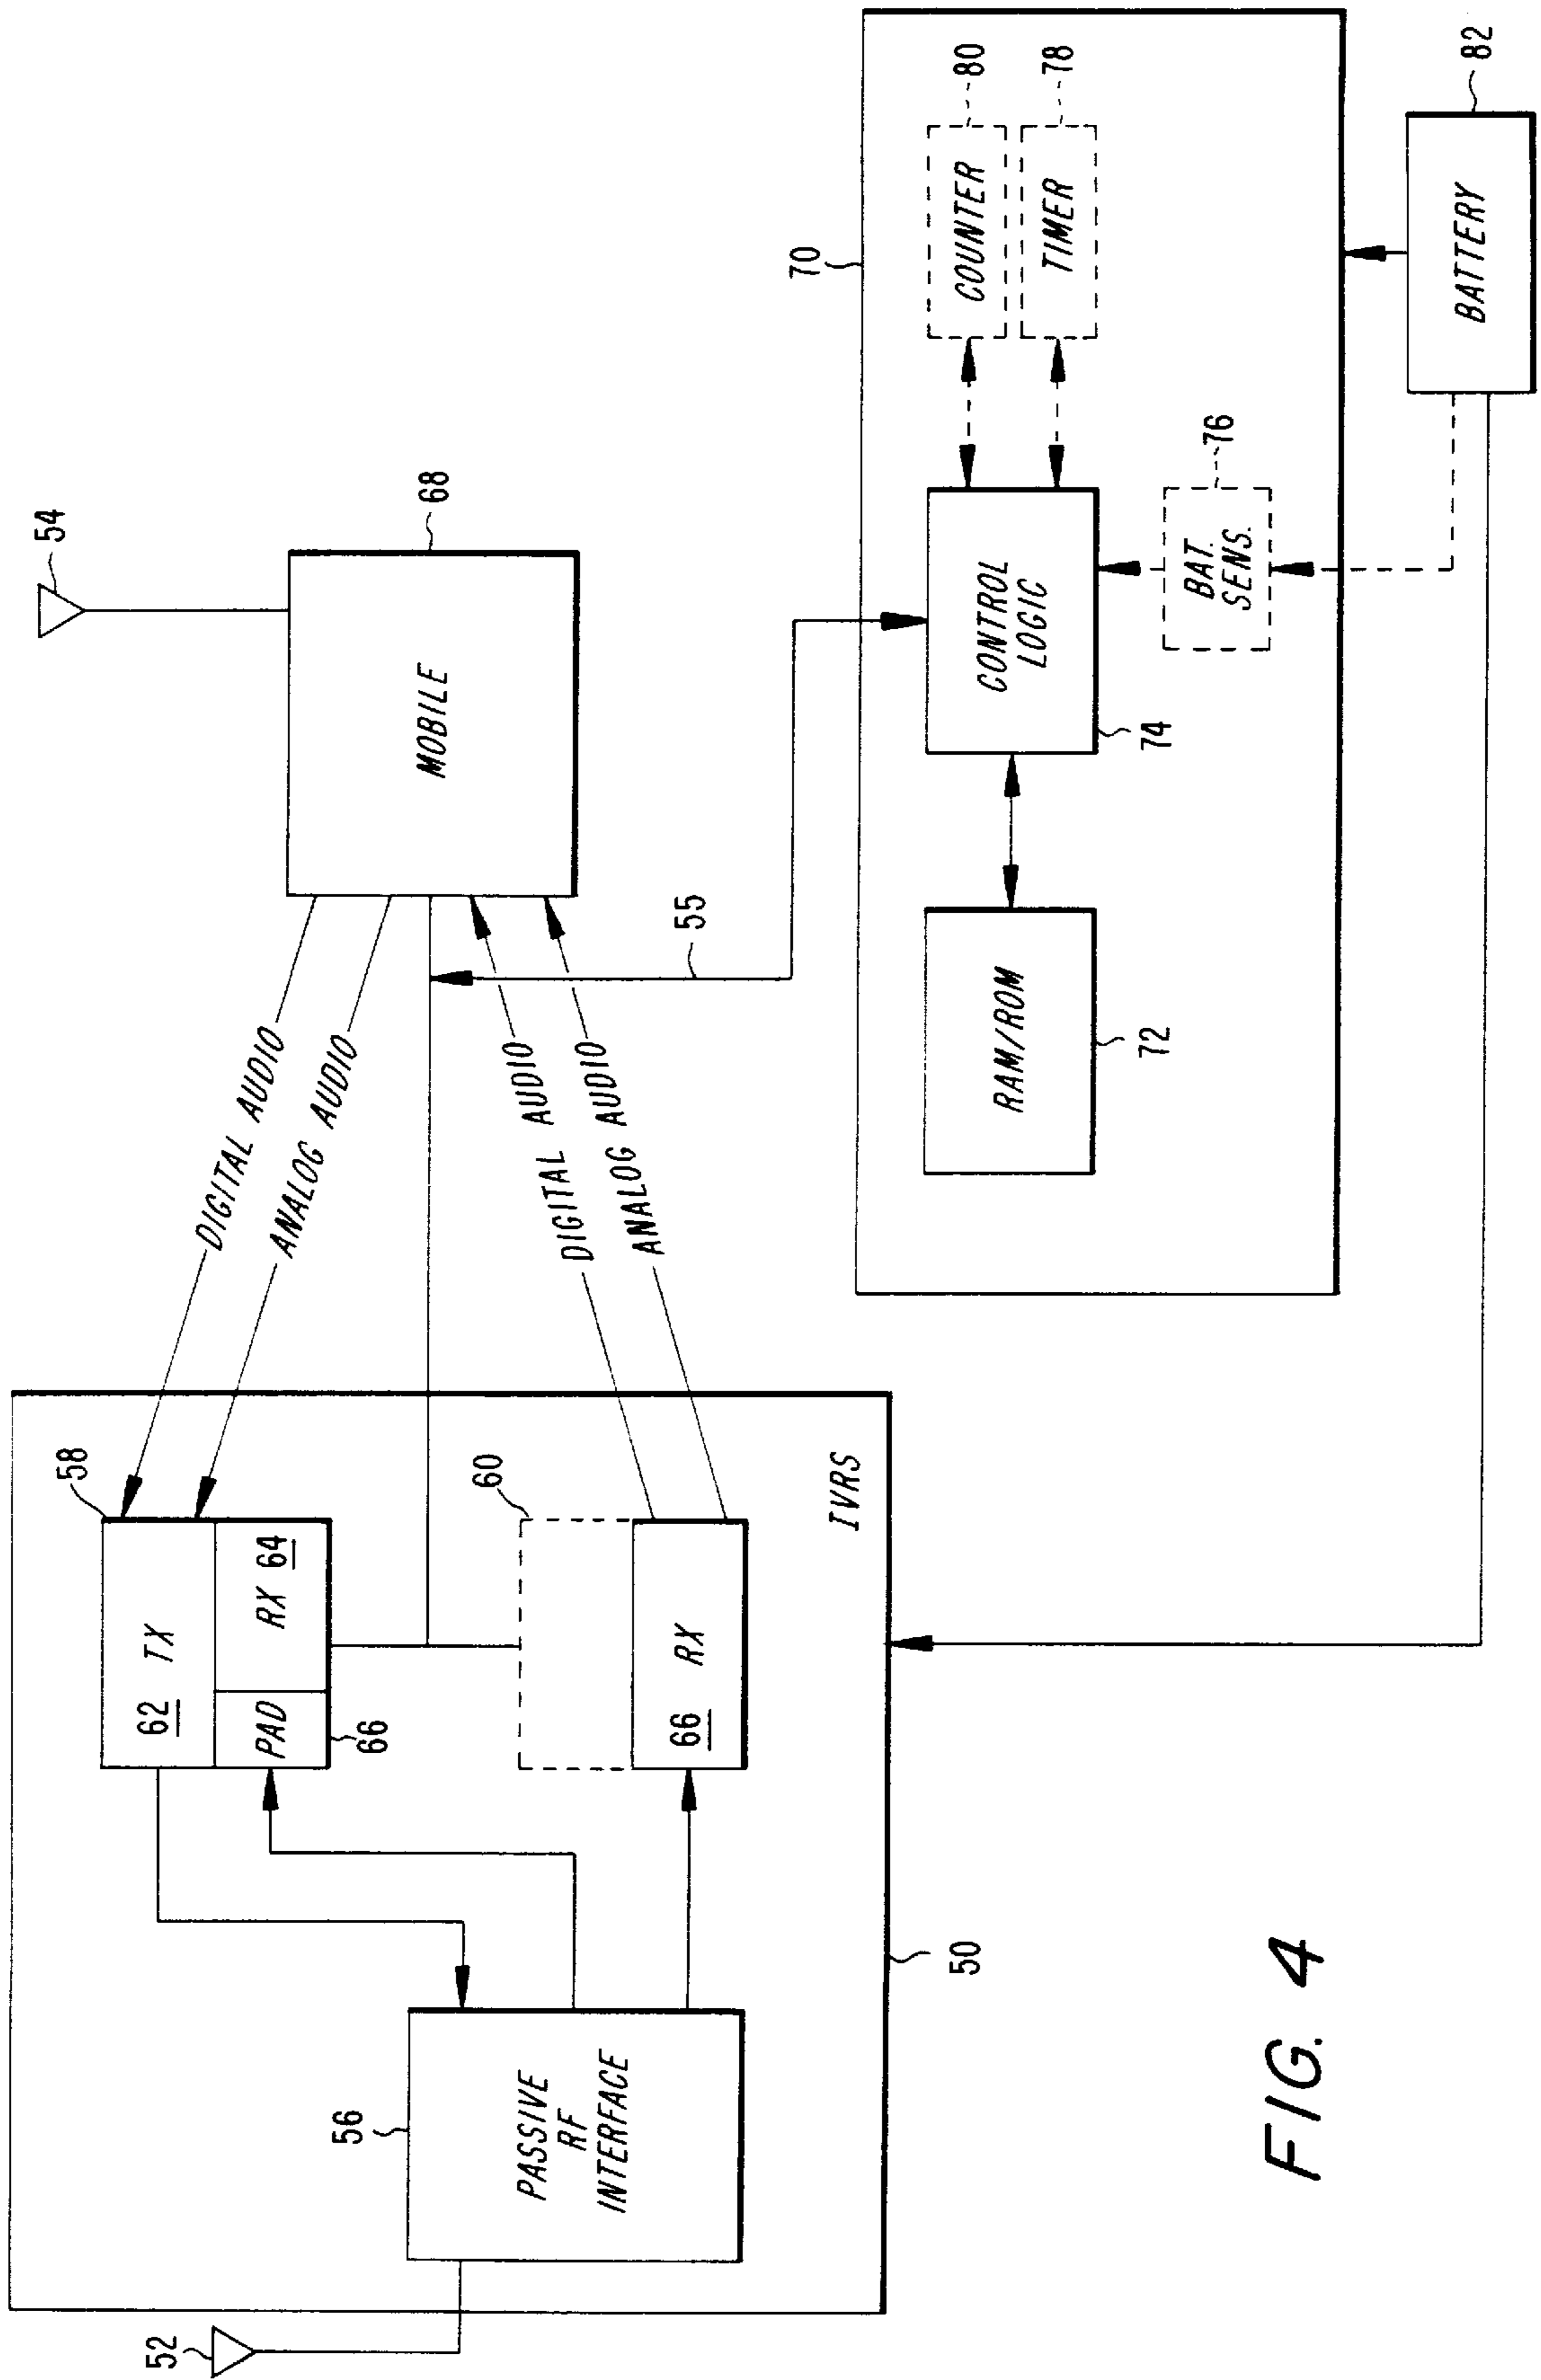 52
56
PASSIVE
RF
INTERFACE
50
58
62 TX
PAD
RX 64
66
60
66 RX
IVRS
DIGITAL AUDIO
ANALOG AUDIO
DIGITAL AUDIO
ANALOG AUDIO
55
54
MOBILE
68
70
RAM/ROM
72
CONTROL
LOGIC
74
BAT.
SENS.
76
COUNTER
80
TIMER
78
BATTERY
82
FIG. 4